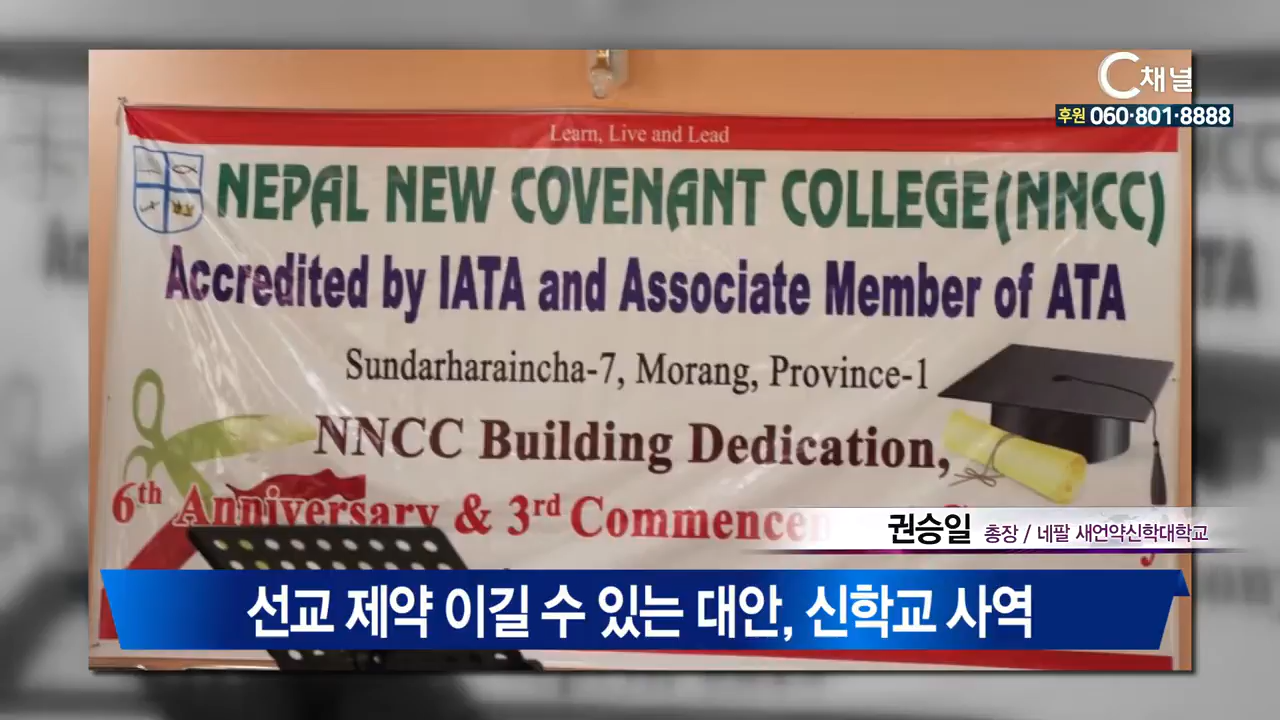 C채널
후원 060·801·8888
Learn, Live and Lead
NEPAL NEW COVENANT COLLEGE(NNCC)
Accredited by IATA and Associate Member of ATA
Sundarharaincha-7, Morang, Province-1
NNCC Building Dedication,
6th Anniversary & 3rd
권승일 총장 / 네팔 새언약신학대학교
선교 제약 이길 수 있는 대안, 신학교 사역